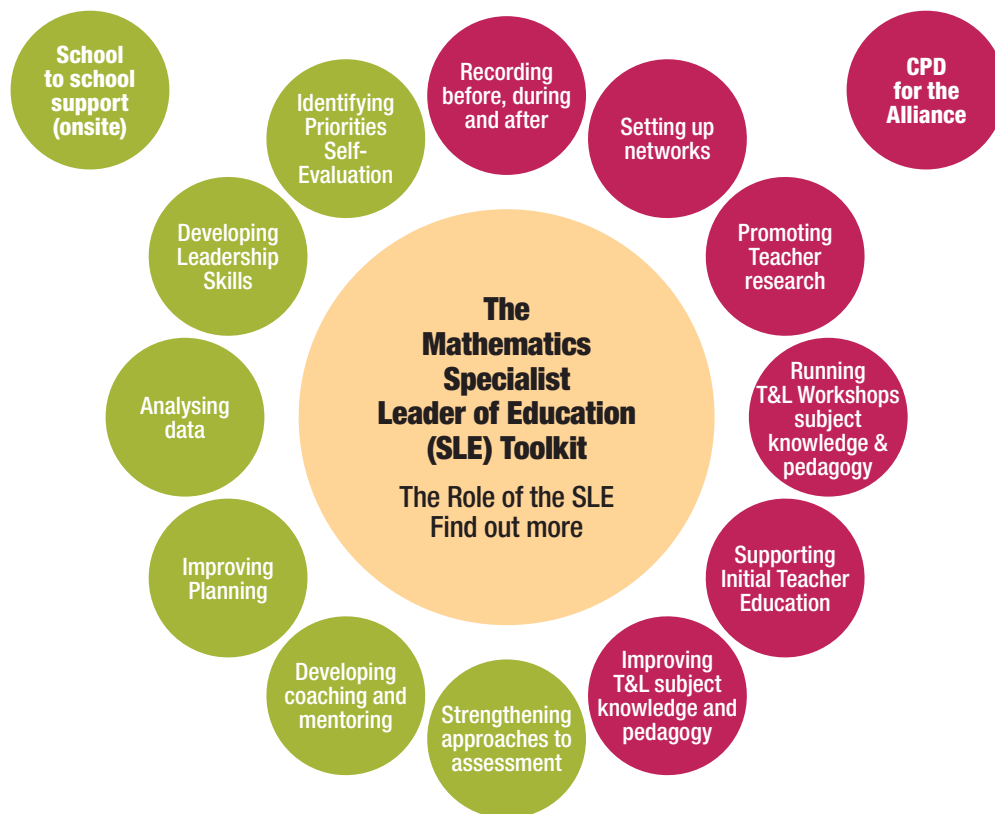 School
to school
support
(onsite)
Identifying
Priorities
Self-
Evaluation
Recording
before, during
and after
Setting up
networks
CPD
for the
Alliance
Developing
Leadership
Skills
Promoting
Teacher
research
The
Mathematics
Specialist
Leader of Education
(SLE) Toolkit
The Role of the SLE
Find out more
Analysing
data
Running
T&L Workshops
subject
knowledge &
pedagogy
Improving
Planning
Supporting
Initial Teacher
Education
Developing
coaching and
mentoring
Strengthening
approaches to
assessment
Improving
T&L subject
knowledge and
pedagogy